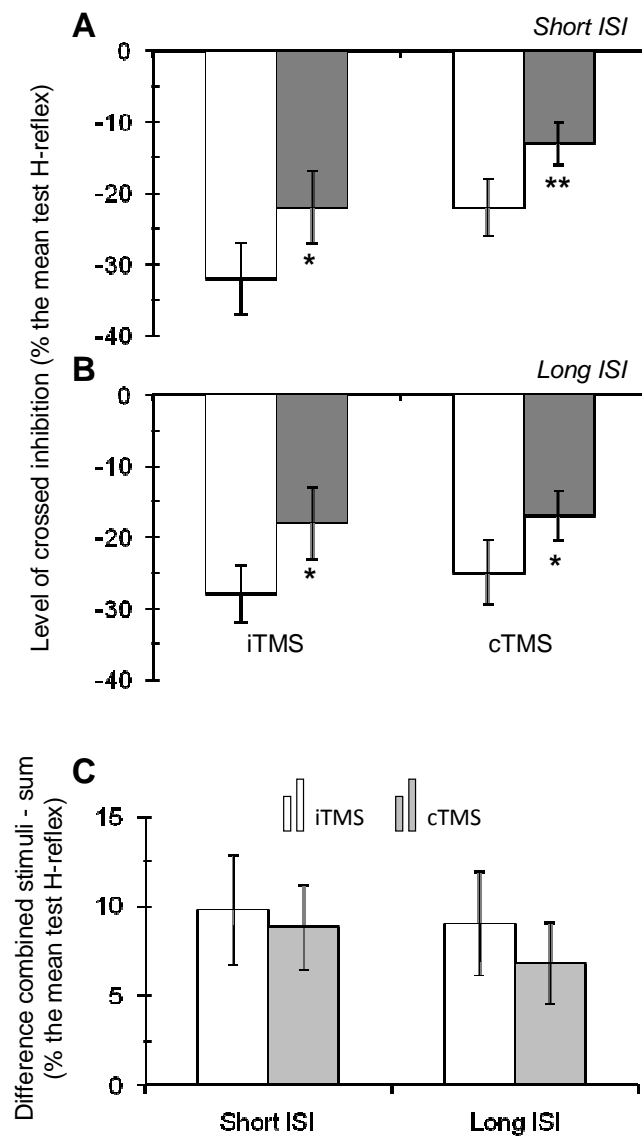 A
Short ISI
0
-10
-20
-30
-40
*
**
B
Long ISI
0
-10
-20
-30
-40
*
*
iTMS
cTMS
Level of crossed inhibition (% the mean test H-reflex)
C
iTMS
cTMS
15
10
5
0
Short ISI
Long ISI
Difference combined stimuli - sum
(% the mean test H-reflex)